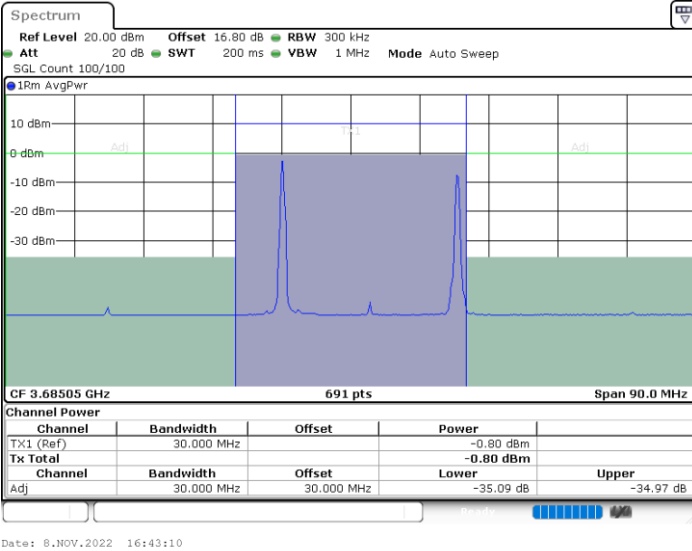 Spectrum
Ref Level 20.00 dBm Offset 16.80 dB RBW 300 kHz
Att 20 dB SWT 200 ms VBW 1 MHz Mode Auto Sweep
SGL Count 100/100
1Rm AvgPwr
10 dBm
TX1
Adj Adj
0 dBm
-10 dBm
-20 dBm
-30 dBm
CF 3.68505 GHz 691 pts Span 90.0 MHz
Channel Power
Channel Bandwidth Offset Power
TX1 (Ref) 30.000 MHz -0.80 dBm
Tx Total -0.80 dBm
Channel Bandwidth Offset Lower Upper
Adj 30.000 MHz 30.000 MHz -35.09 dB -34.97 dB
Ready
Date: 8.NOV.2022 16:43:10